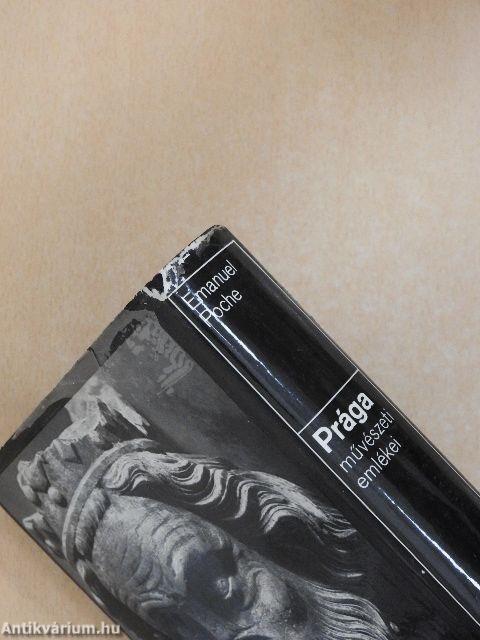 Emanuel
Poche
Prága
művészeti
emlékei
Antikvárium.hu